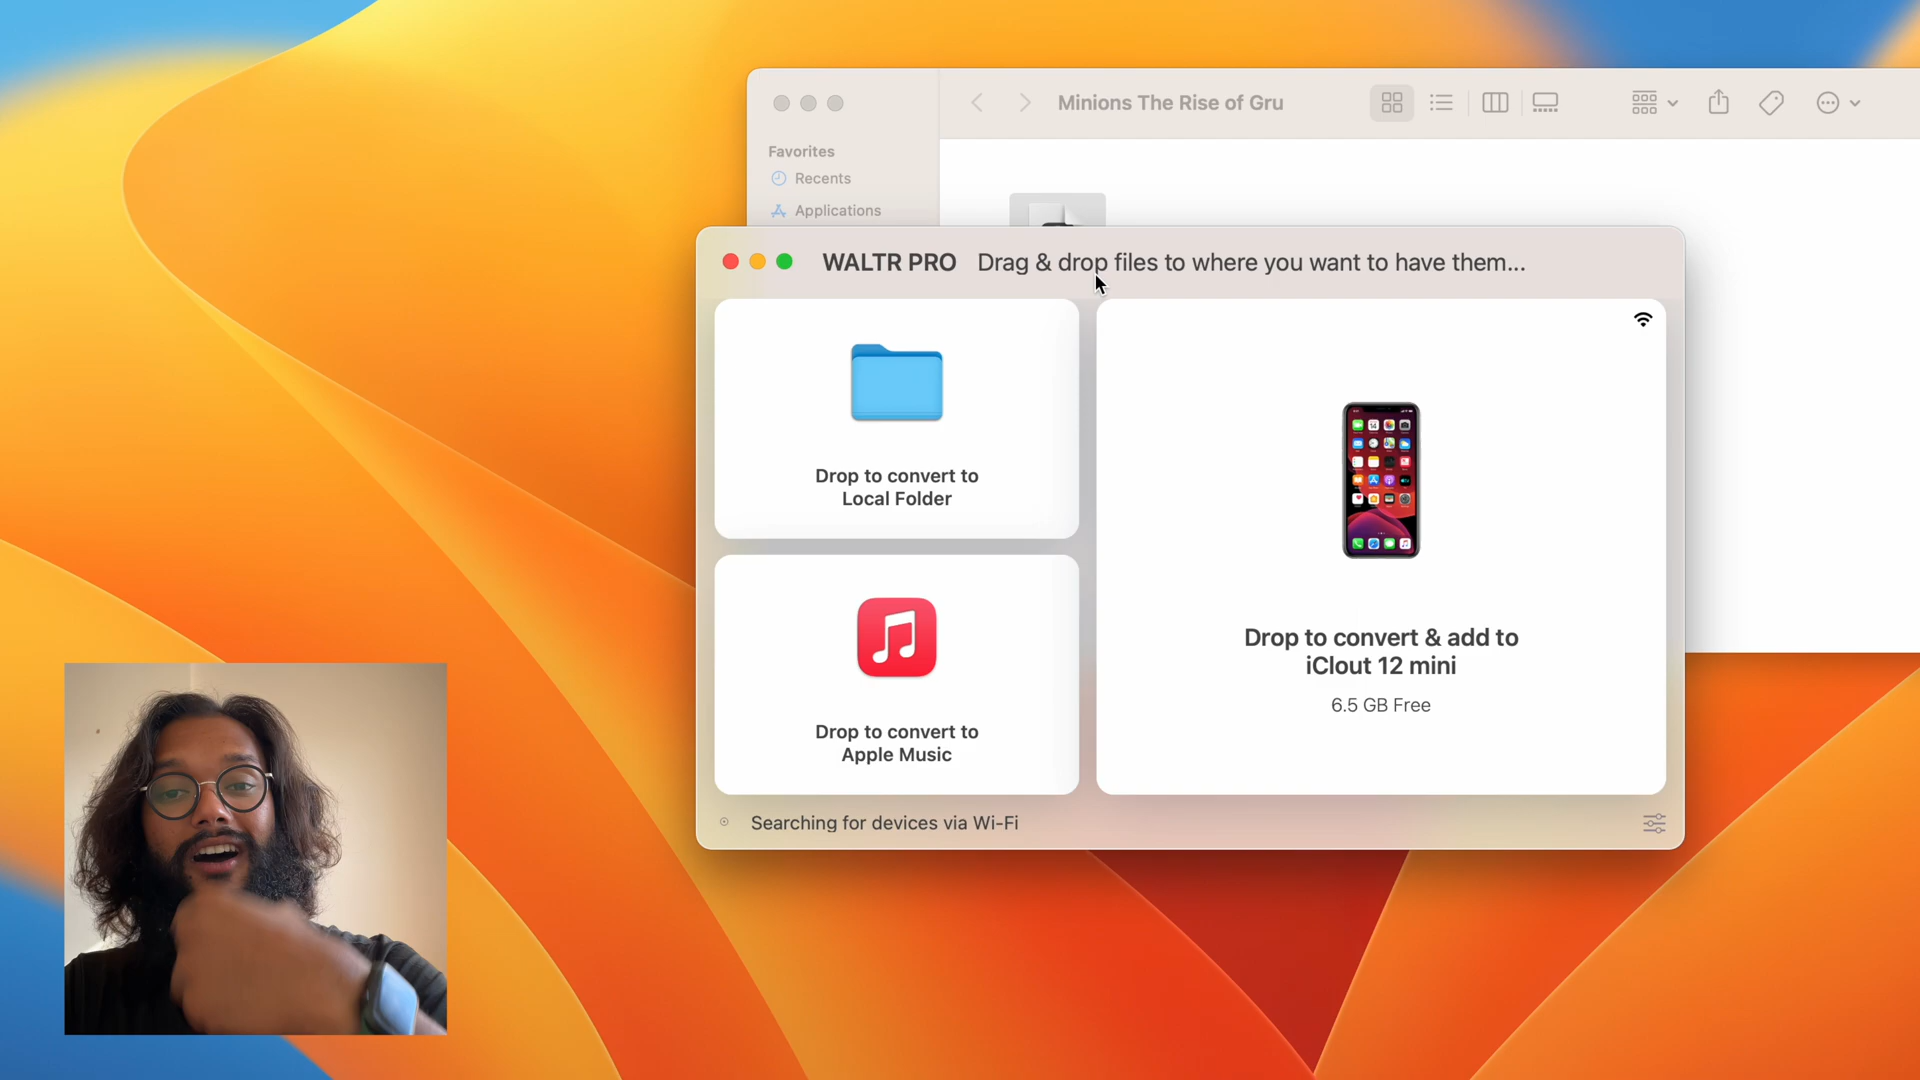 Minions The Rise of Gru
Favorites
Recents
Applications
WALTR PRO Drag & drop files to where you want to have them...
Drop to convert to
Local Folder
Drop to convert & add to
iClout 12 mini
6.5 GB Free
Drop to convert to
Apple Music
Searching for devices via Wi-Fi